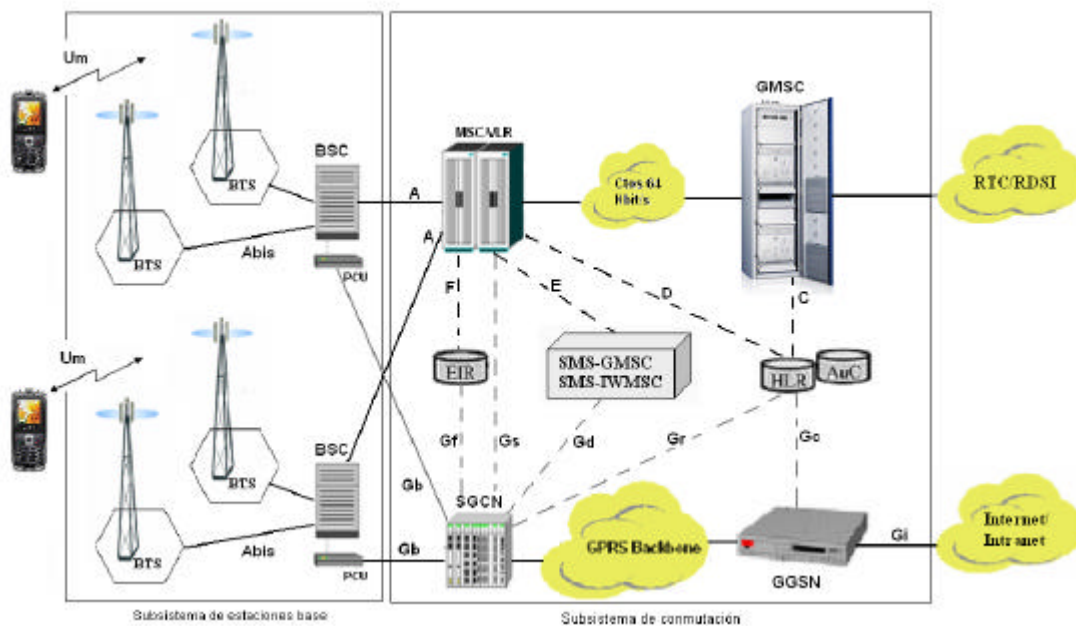 Um
BTS
BTS
Abis
BSC
PCU
A
A
MSC/VLR
Ctos 64
Kbit/s
GMSC
RTC/RDSI
F
E
D
C
EIR
SMS-GMSC
SMS-IWMSC
HLR
AuC
Um
BTS
BTS
Abis
BSC
PCU
Gb
Gb
Gf
Gs
Gd
Gr
Gc
SGCN
GPRS Backbone
GGSN
Gi
Internet/
Intranet
Subsistema de estaciones base
Subsistema de conmutación